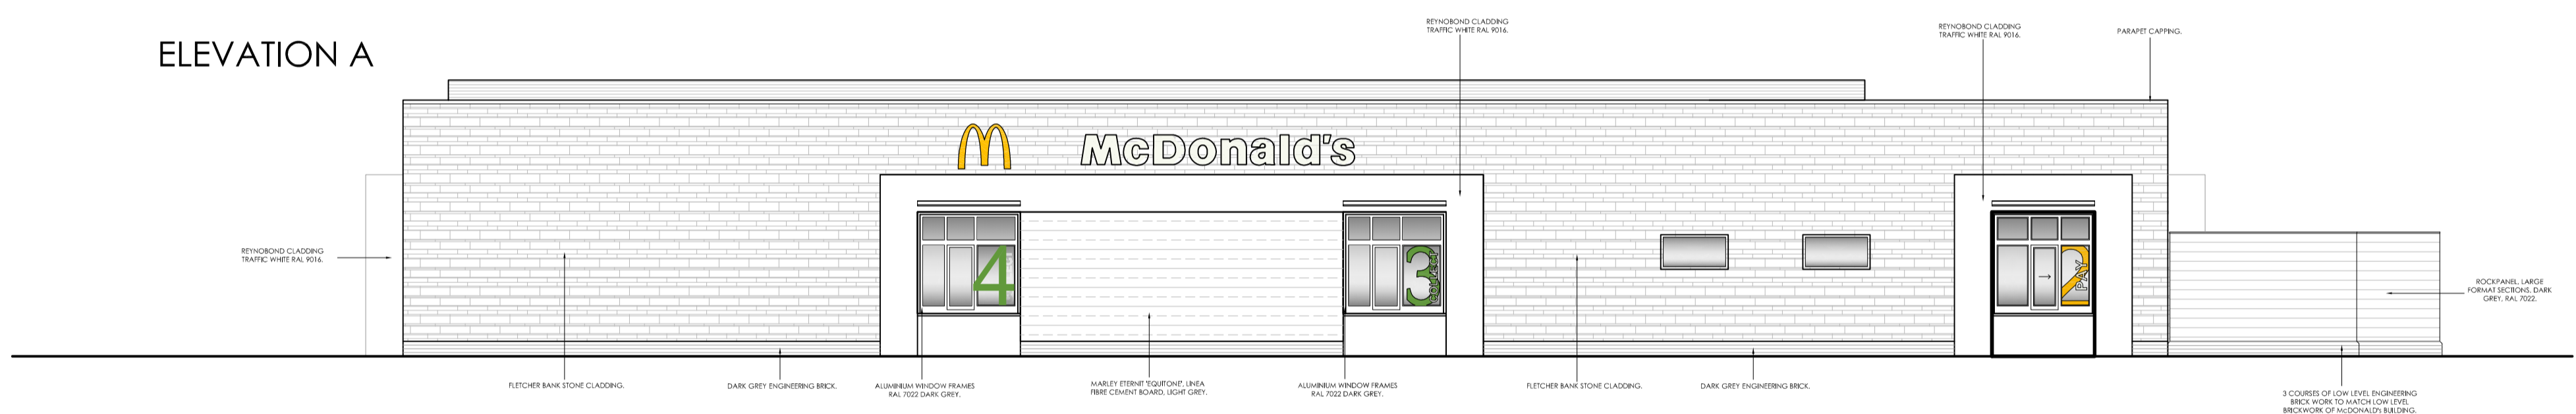 ELEVATION A
REYNOBOND CLADDING
TRAFFIC WHITE RAL 9016.
REYNOBOND CLADDING
TRAFFIC WHITE RAL 9016.
PARAPET CAPPING.
McDonald's
REYNOBOND CLADDING
TRAFFIC WHITE RAL 9016.
4
3
COLLECT
2
PAY
ROCKPANEL, LARGE
FORMAT SECTIONS, DARK
GREY, RAL 7022.
FLETCHER BANK STONE CLADDING.
DARK GREY ENGINEERING BRICK.
ALUMINIUM WINDOW FRAMES
RAL 7022 DARK GREY.
MARLEY ETERNIT 'EQUITONE', LINEA
FIBRE CEMENT BOARD, LIGHT GREY.
ALUMINIUM WINDOW FRAMES
RAL 7022 DARK GREY.
FLETCHER BANK STONE CLADDING.
DARK GREY ENGINEERING BRICK.
3 COURSES OF LOW LEVEL ENGINEERING
BRICK WORK TO MATCH LOW LEVEL
BRICKWORK OF McDONALD's BUILDING.